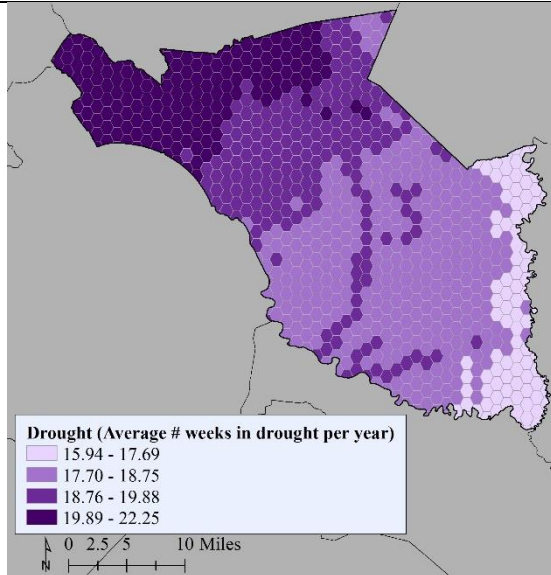 Drought (Average # weeks in drought per year)
15.94 - 17.69
17.70 - 18.75
18.76 - 19.88
19.89 - 22.25
N
0 2.5 5 10 Miles